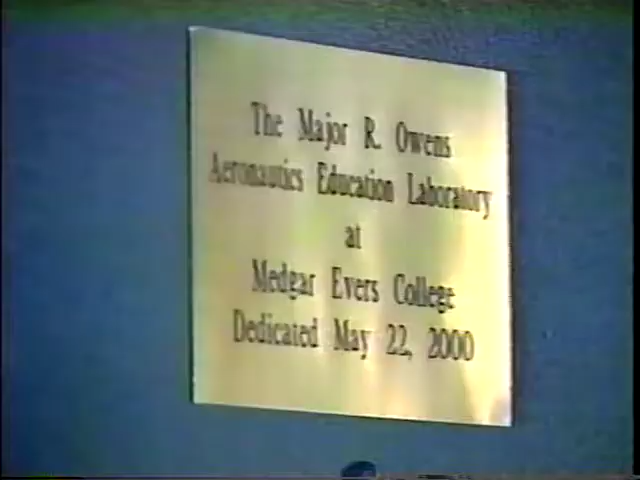 The Major R. Owens
Aeronautics Education Laboratory
at
Medgar Evers College
Dedicated May 22, 2000